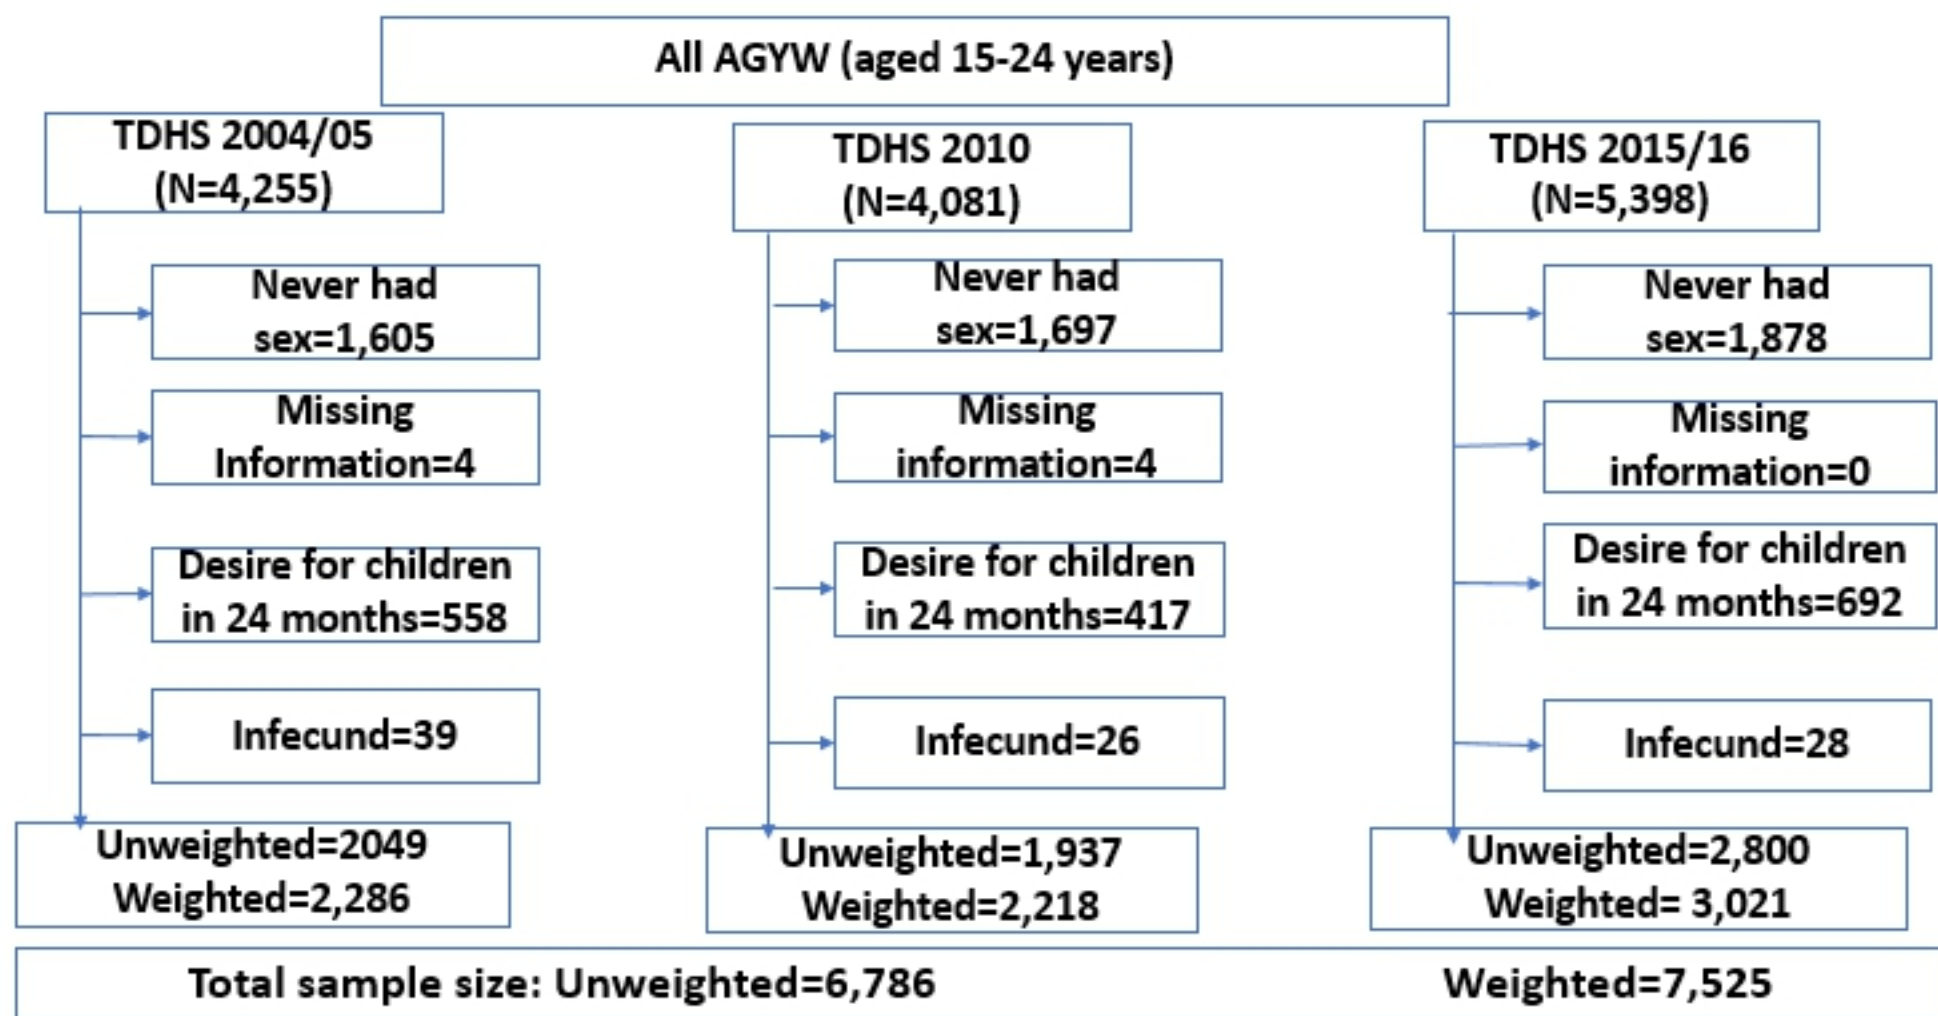 All AGYW (aged 15-24 years)
TDHS 2004/05
(N=4,255)
Never had
sex=1,605
Missing
Information=4
Desire for children
in 24 months=558
Infecund=39
Unweighted=2049
Weighted=2,286
TDHS 2010
(N=4,081)
Never had
sex=1,697
Missing
information=4
Desire for children
in 24 months=417
Infecund=26
Unweighted=1,937
Weighted=2,218
TDHS 2015/16
(N=5,398)
Never had
sex=1,878
Missing
information=0
Desire for children
in 24 months=692
Infecund=28
Unweighted=2,800
Weighted= 3,021
Total sample size: Unweighted=6,786 Weighted=7,525